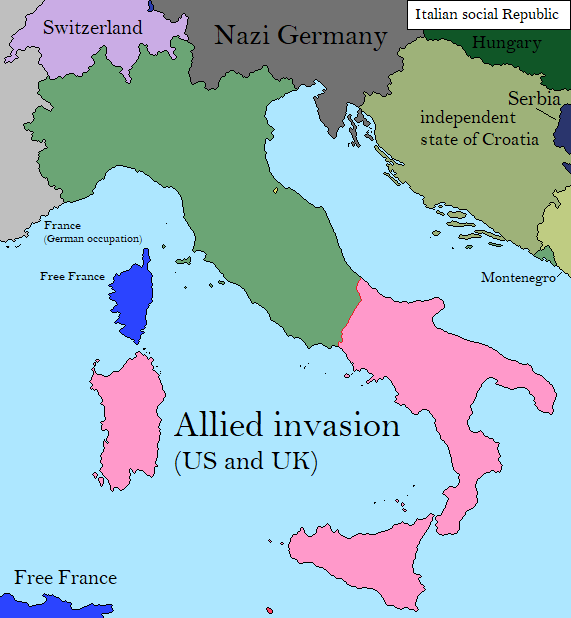 Italian social Republic
Switzerland
Nazi Germany
Hungary
Serbia
independent
state of Croatia
France
(German occupation)
Free France
Montenegro
Allied invasion
(US and UK)
Free France